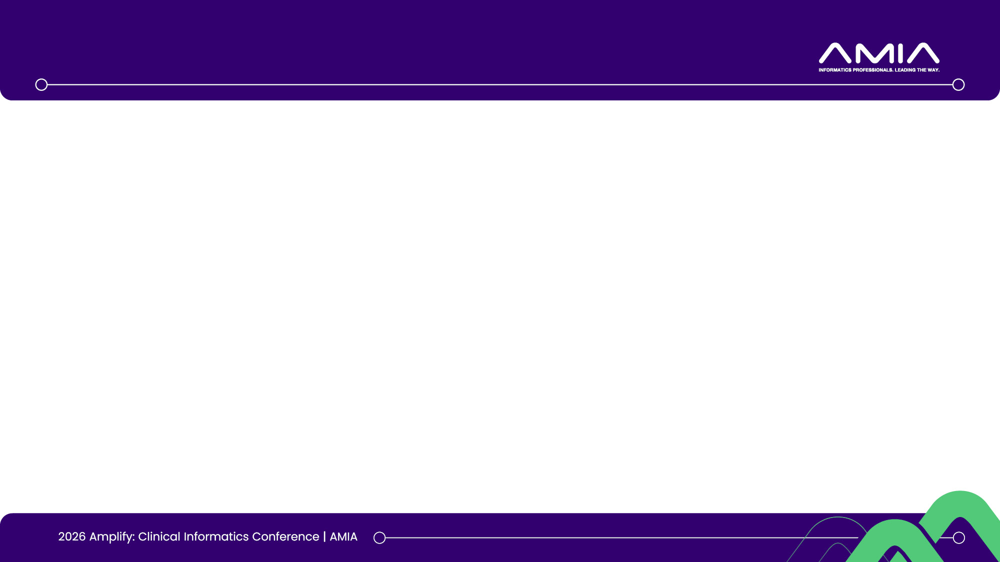 AMIA
INFORMATICS PROFESSIONALS. LEADING THE WAY.
2026 Amplify: Clinical Informatics Conference | AMIA